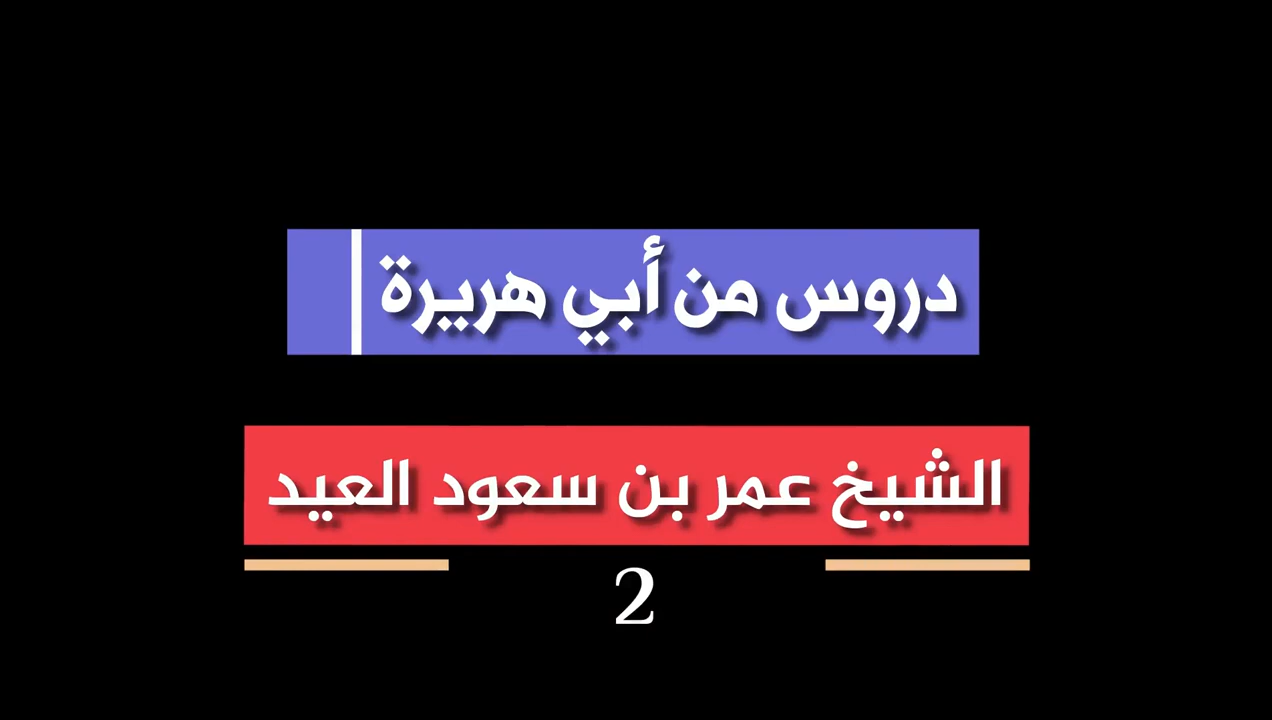 دروس من أبي هريرة
الشيخ عمر بن سعود العيد
2